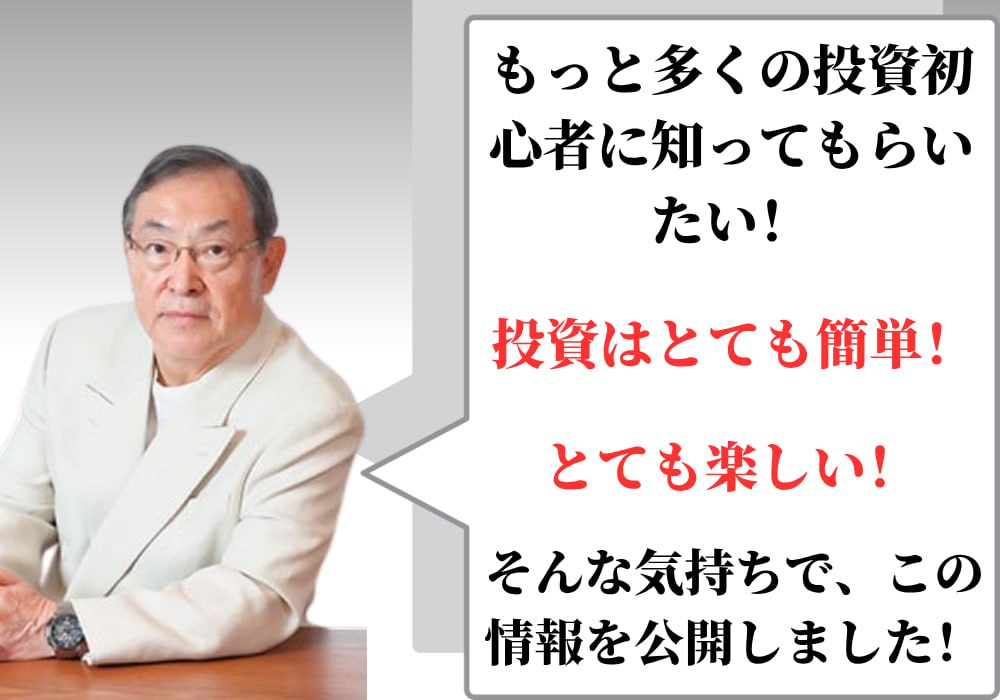 もっと多くの投資初
心者に知ってもらい
たい!
投資はとても簡単!
とても楽しい!
そんな気持ちで、この
情報を公開しました!